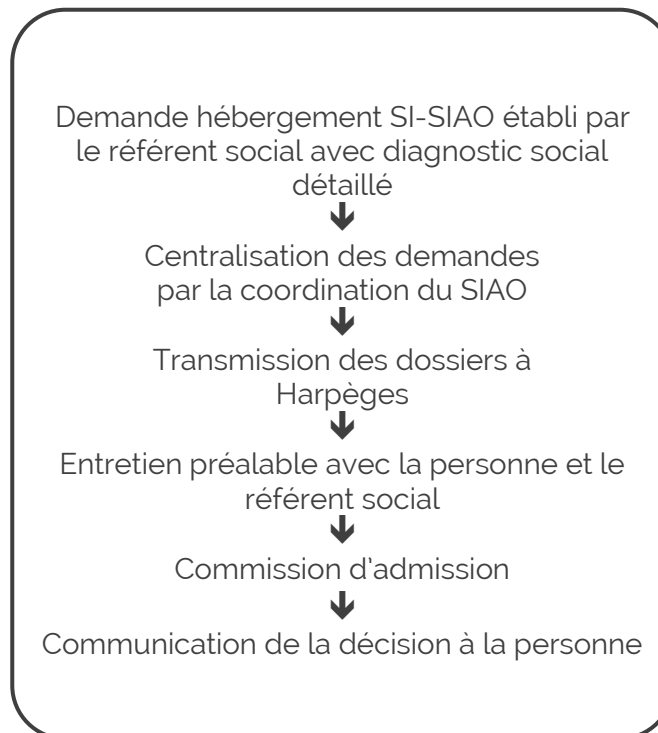 Demande hébergement SI-SIAO établi par
le référent social avec diagnostic social
détaillé
Centralisation des demandes
par la coordination du SIAO
Transmission des dossiers à
Harpèges
Entretien préalable avec la personne et le
référent social
Commission d'admission
Communication de la décision à la personne